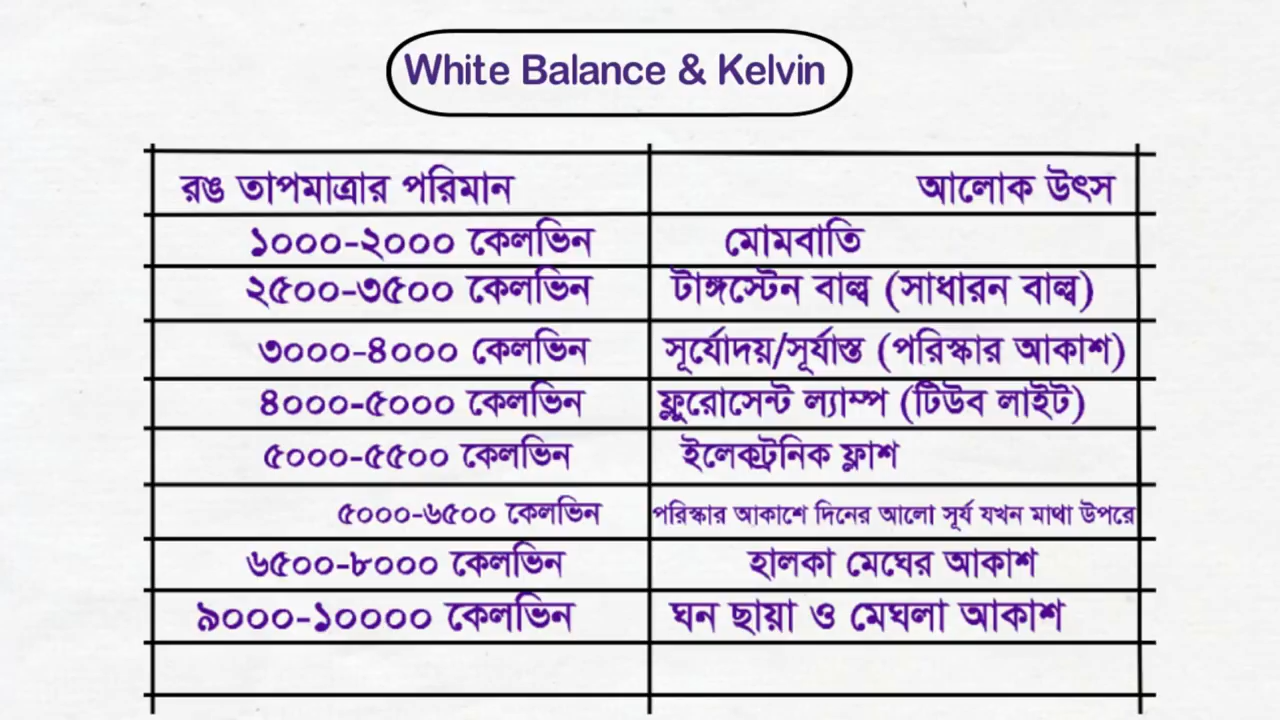 White Balance & Kelvin
রঙ তাপমাত্রার পরিমান আলোক উৎস
১০০০-২০০০ কেলভিন মোমবাতি
২৫০০-৩৫০০ কেলভিন টাঙ্গস্টেন বাল্ব (সাধারন বাল্ব)
৩০০০-৪০০০ কেলভিন সূর্যোদয়/সূর্যাস্ত (পরিস্কার আকাশ)
৪০০০-৫০০০ কেলভিন ফ্লুরোসেন্ট ল্যাম্প (টিউব লাইট)
৫০০০-৫৫০০ কেলভিন ইলেকট্রনিক ফ্লাশ
৫০০০-৬৫০০ কেলভিন পরিস্কার আকাশে দিনের আলো সূর্য যখন মাথা উপরে
৬৫০০-৮০০০ কেলভিন হালকা মেঘের আকাশ
৯০০০-১০০০০ কেলভিন ঘন ছায়া ও মেঘলা আকাশ